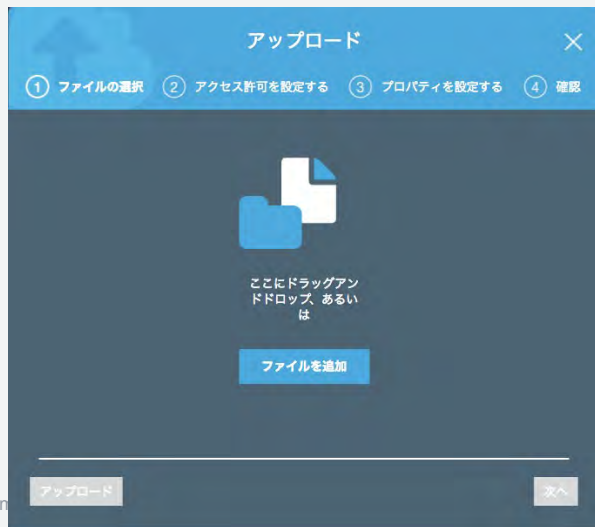 アップロード
1 ファイルの選択 2 アクセス許可を設定する 3 プロパティを設定する 4 確認
ここにドラッグアン
ドドロップ、あるい
は
ファイルを追加
アップロード 次へ